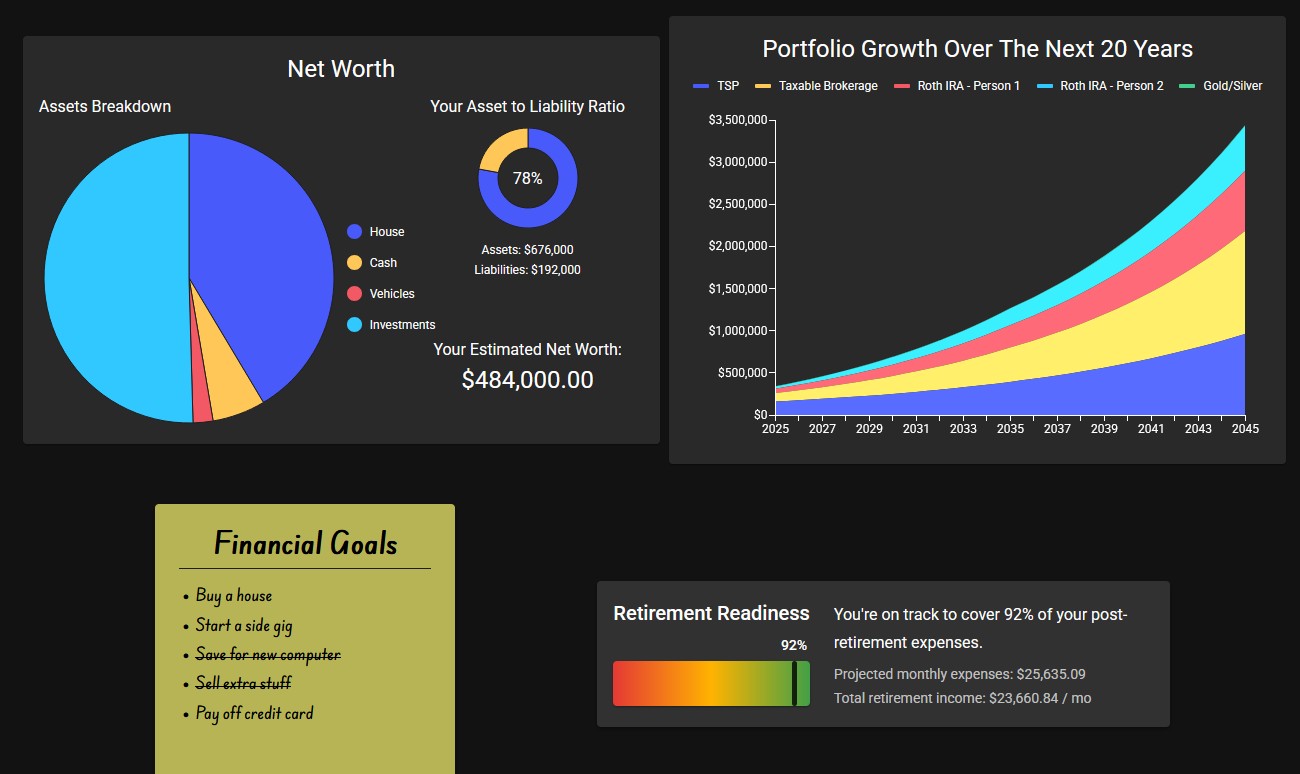 Net Worth
Assets Breakdown
Your Asset to Liability Ratio
78%
Assets: $676,000
Liabilities: $192,000
House
Cash
Vehicles
Investments
Your Estimated Net Worth:
$484,000.00
Portfolio Growth Over The Next 20 Years
TSP Taxable Brokerage Roth IRA - Person 1 Roth IRA - Person 2 Gold/Silver
$3,500,000
$3,000,000
$2,500,000
$2,000,000
$1,500,000
$1,000,000
$500,000
$0
2025 2027 2029 2031 2033 2035 2037 2039 2041 2043 2045
Financial Goals
• Buy a house
• Start a side gig
• Save for new computer
• Sell extra stuff
• Pay off credit card
Retirement Readiness
92%
You're on track to cover 92% of your post-
retirement expenses.
Projected monthly expenses: $25,635.09
Total retirement income: $23,660.84 / mo